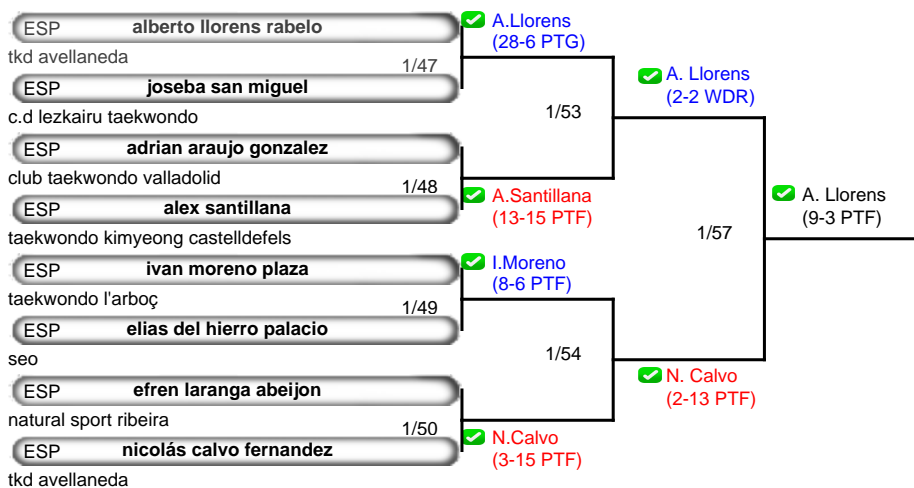 ESP alberto llorens rabelo
tkd avellaneda
1/47
ESP joseba san miguel
c.d lezkairu taekwondo
A.Llorens
(28-6 PTG)
ESP adrian araujo gonzalez
club taekwondo valladolid
1/48
ESP alex santillana
taekwondo kimyeong castelldefels
A.Santillana
(13-15 PTF)
1/53
A. Llorens
(2-2 WDR)
ESP ivan moreno plaza
taekwondo l'arboç
1/49
ESP elias del hierro palacio
seo
I.Moreno
(8-6 PTF)
ESP efren laranga abeijon
natural sport ribeira
1/50
ESP nicolás calvo fernandez
tkd avellaneda
N.Calvo
(3-15 PTF)
1/54
N. Calvo
(2-13 PTF)
1/57
A. Llorens
(9-3 PTF)